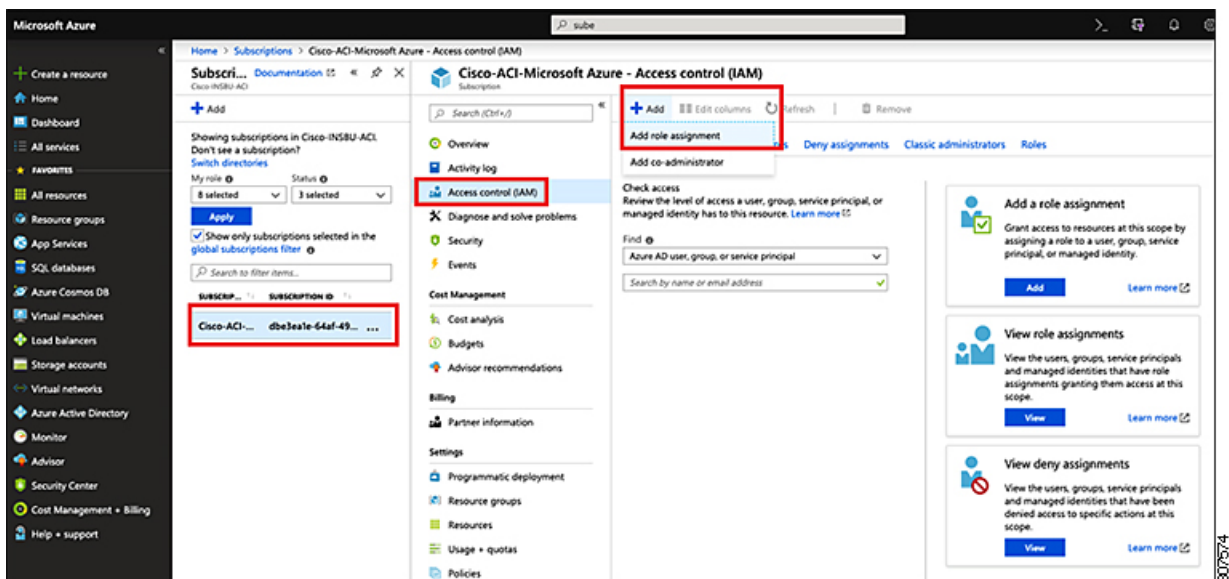 Microsoft Azure
sube
Home > Subscriptions > Cisco-ACI-Microsoft Azure - Access control (IAM)
Create a resource
Home
Dashboard
All services
FAVORITES
All resources
Resource groups
App Services
SQL databases
Azure Cosmos DB
Virtual machines
Load balancers
Storage accounts
Virtual networks
Azure Active Directory
Monitor
Advisor
Security Center
Cost Management + Billing
Help + support
Subscri... Documentation
Cisco-INSBU-ACI
Add
Showing subscriptions in Cisco-INSBU-ACI.
Don't see a subscription?
Switch directories
My role Status
8 selected 3 selected
Apply
Show only subscriptions selected in the
global subscriptions filter
Search to filter items...
SUBSCRIP... SUBSCRIPTION ID
Cisco-ACI-... dbe3ea1e-64af-49... ...
Cisco-ACI-Microsoft Azure - Access control (IAM)
Subscription
Search (Ctrl+/)
Overview
Activity log
Access control (IAM)
Diagnose and solve problems
Security
Events
Cost Management
Cost analysis
Budgets
Advisor recommendations
Billing
Partner information
Settings
Programmatic deployment
Resource groups
Resources
Usage + quotas
Policies
Add Edit columns Refresh Remove
Add role assignment
Add co-administrator
Deny assignments Classic administrators Roles
Check access
Review the level of access a user, group, service principal, or
managed identity has to this resource. Learn more
Find
Azure AD user, group, or service principal
Search by name or email address
Add a role assignment
Grant access to resources at this scope by
assigning a role to a user, group, service
principal, or managed identity.
Add Learn more
View role assignments
View the users, groups, service principals
and managed identities that have role
assignments granting them access at this
scope.
View Learn more
View deny assignments
View the users, groups, service principals
and managed identities that have been
denied access to specific actions at this
scope.
View Learn more